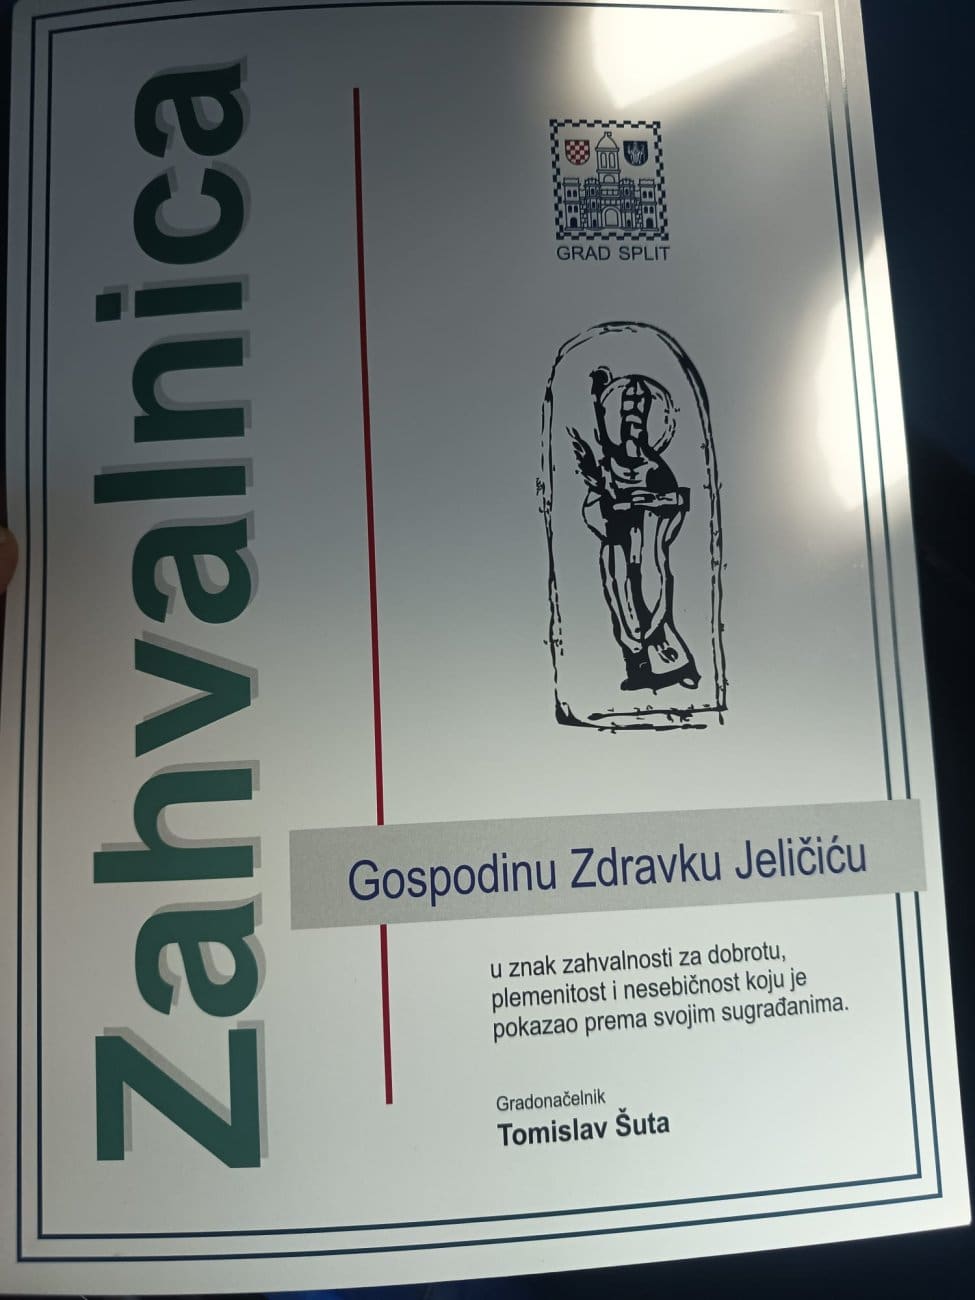 Zahvalnica
GRAD SPLIT
Gospodinu Zdravku Jeličiću
u znak zahvalnosti za dobrotu,
plemenitost i nesebičnost koju je
pokazao prema svojim sugrađanima.
Gradonačelnik
Tomislav Šuta